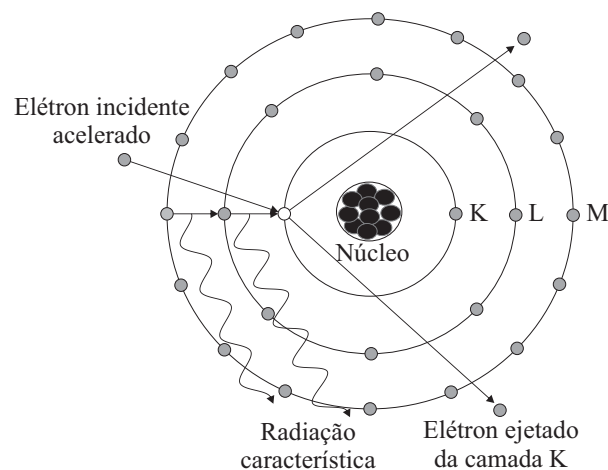 Elétron incidente
acelerado
K
L
M
Núcleo
Radiação
característica
Elétron ejetado
da camada K